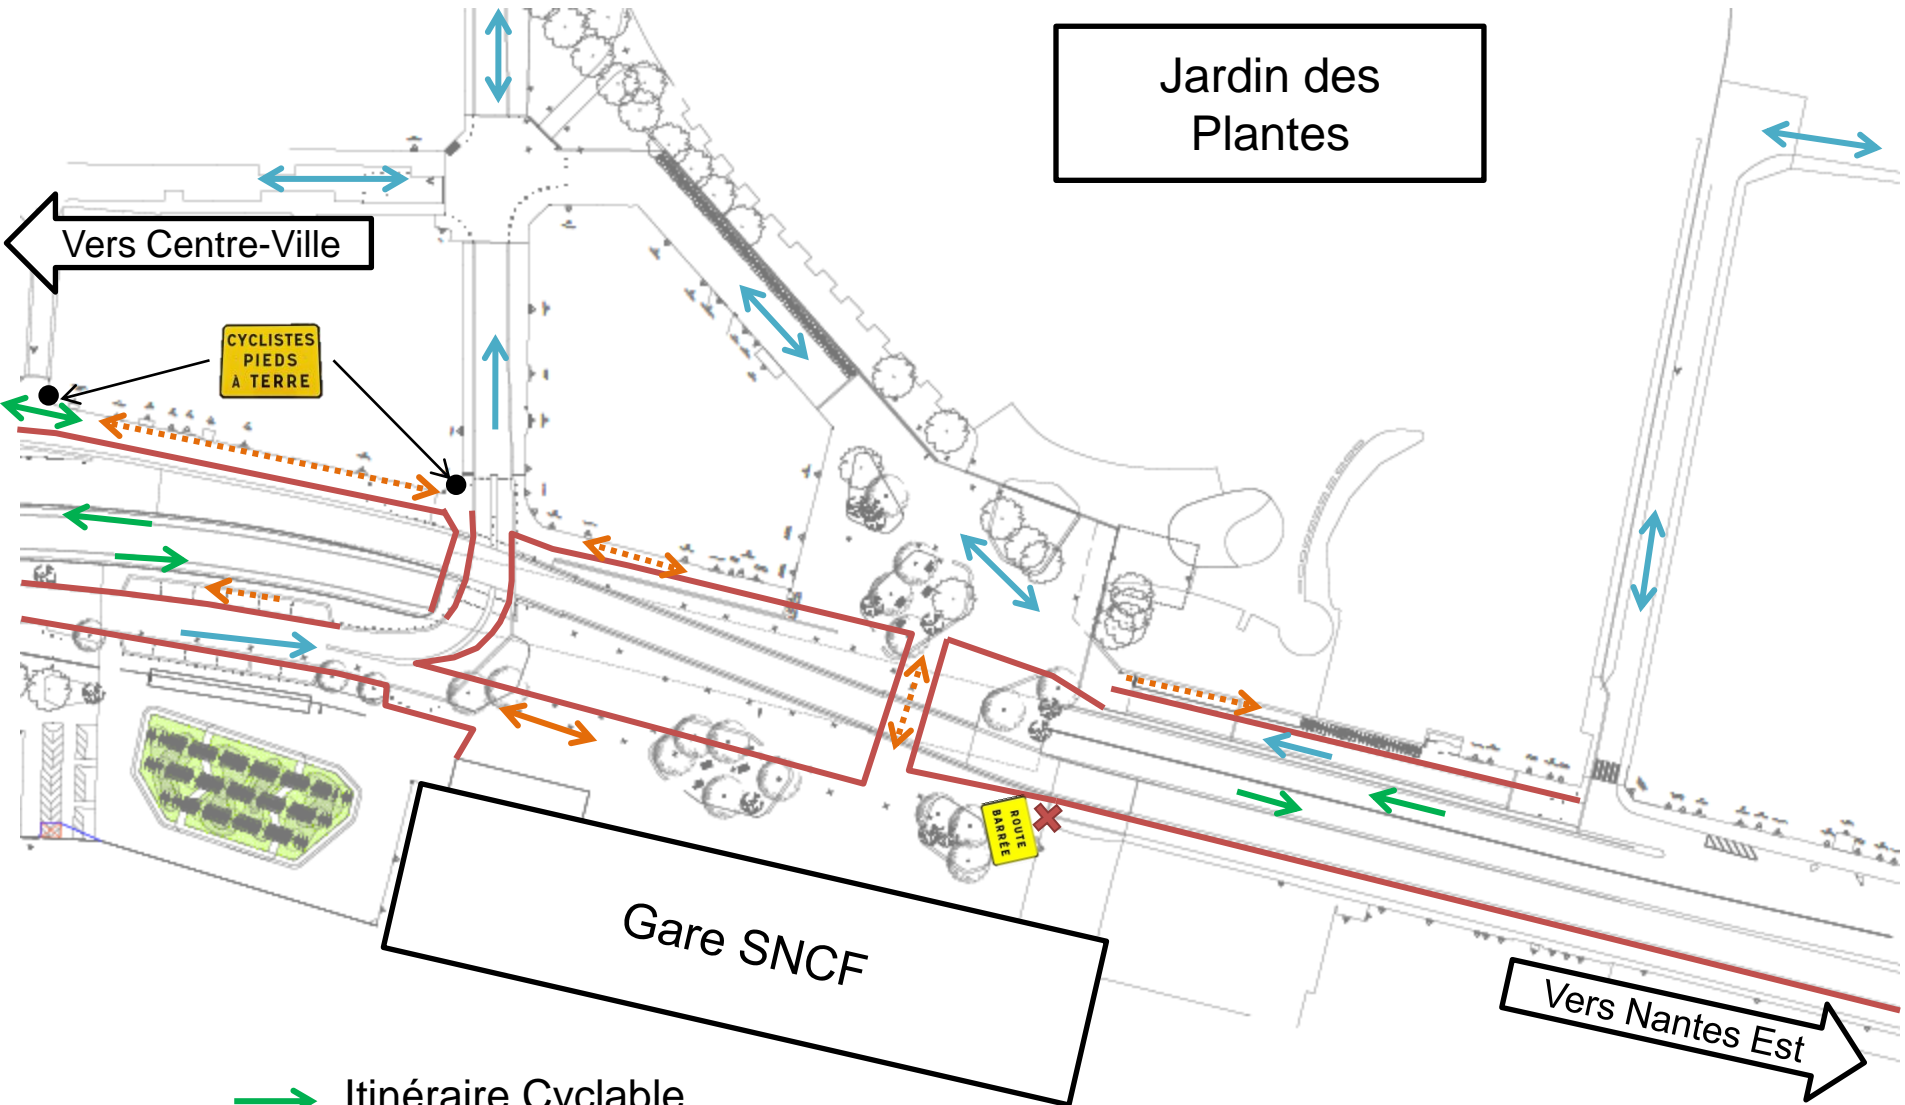 Jardin des
Plantes
Vers Centre-Ville
CYCLISTES
PIEDS
À TERRE
ROUTE
BARRÉE
Gare SNCF
Vers Nantes Est
Itinéraire Cyclable